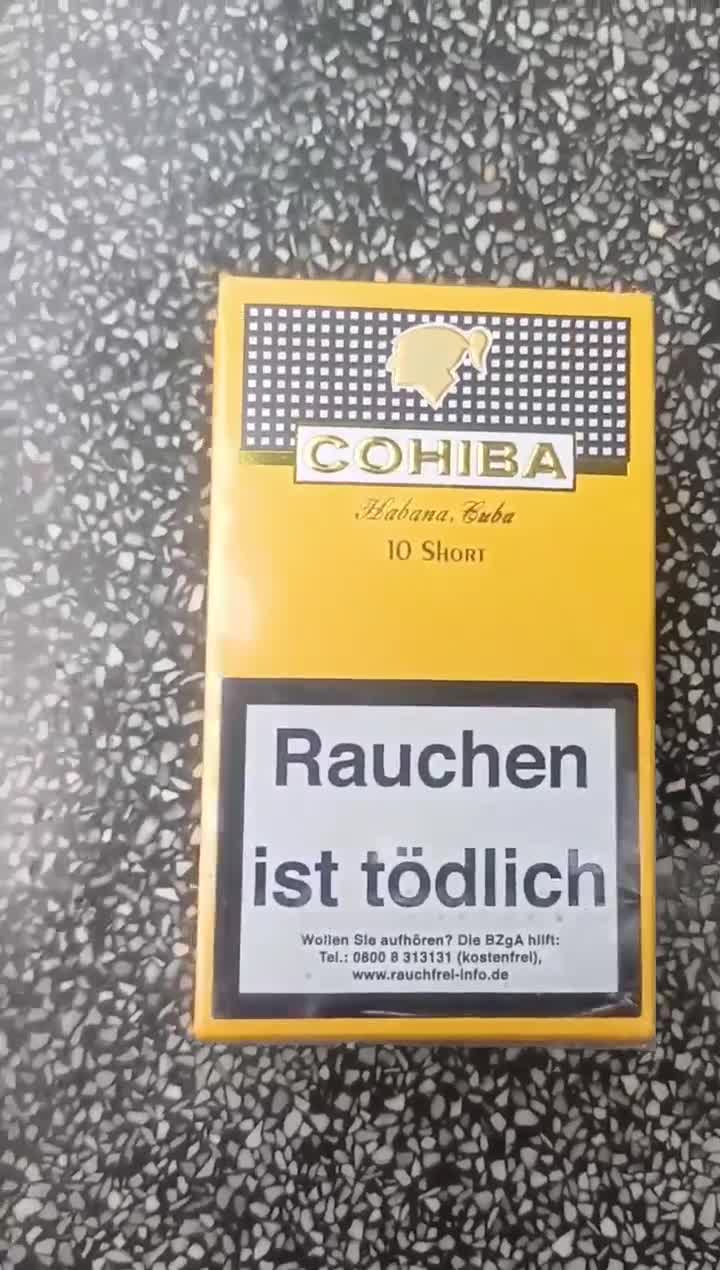 COHIBA
Habana, Cuba
10 SHORT
Rauchen
ist tödlich
Wollen Sie aufhören? Die BZgA hilft:
Tel.: 0800 8 313131 (kostenfrei),
www.rauchfrei-info.de